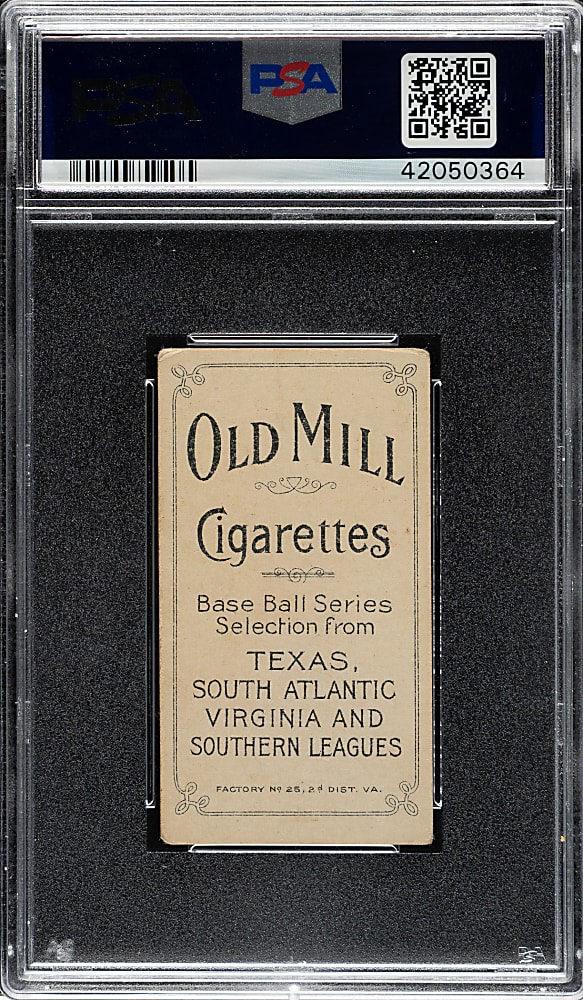 PSA
PSA
42050364
OLD MILL
Cigarettes
Base Ball Series
Selection from
TEXAS,
SOUTH ATLANTIC
VIRGINIA AND
SOUTHERN LEAGUES
FACTORY Nº 25, 2d DIST. VA.